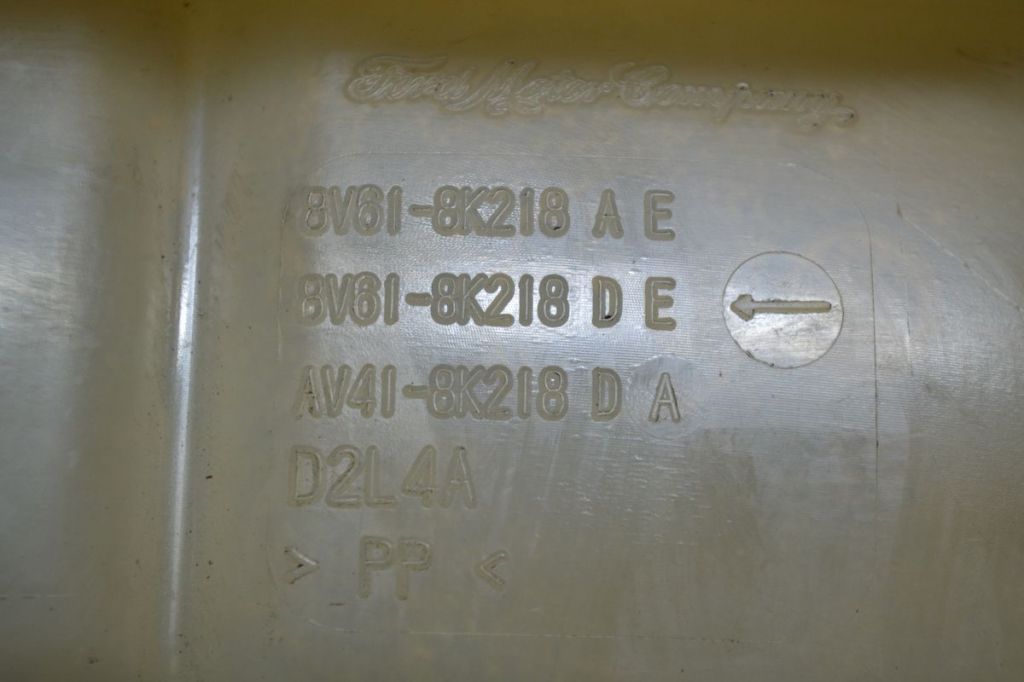 Ford Motor Company
8V61-8K218 A E
8V61-8K218 D E
AV41-8K218 D A
D2L4A
> PP <